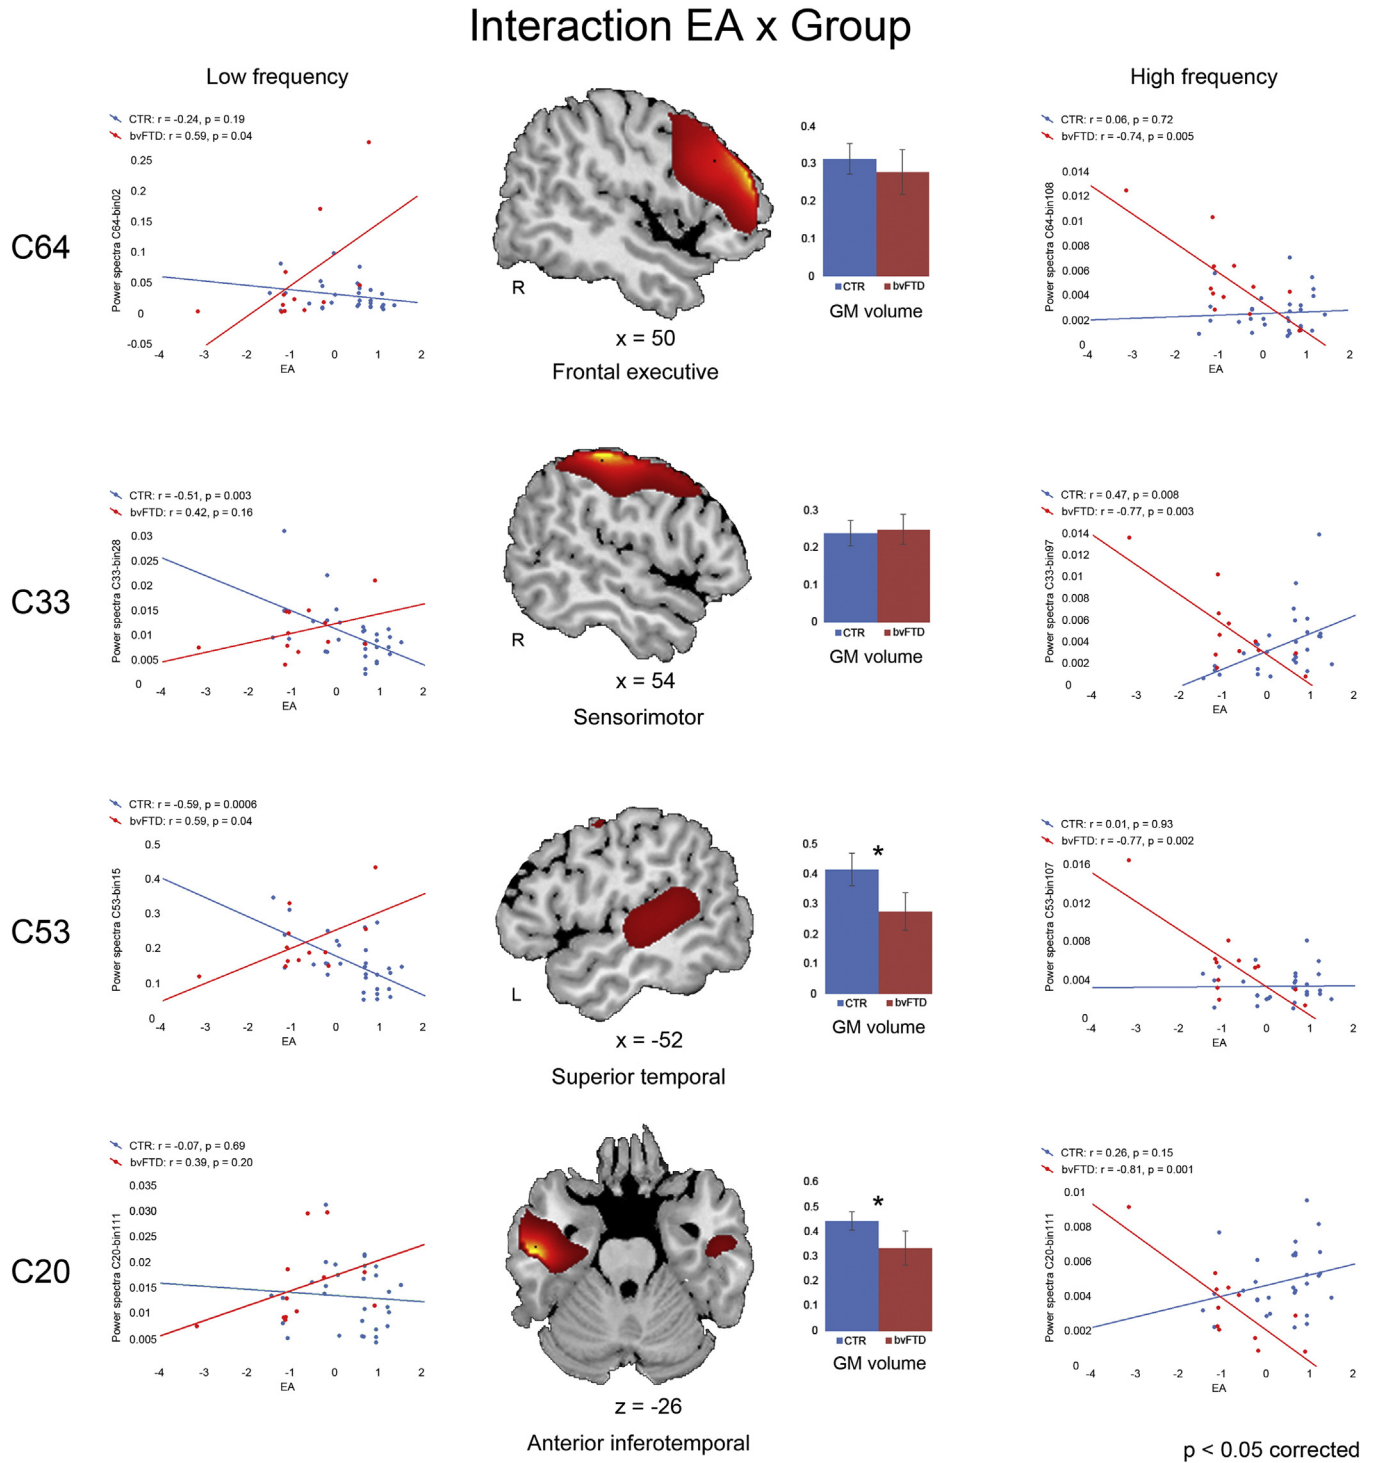 Interaction EA x Group
Low frequency
High frequency
C64
CTR: r = -0.24, p = 0.19
bvFTD: r = 0.59, p = 0.04
Power spectra C64-bin02
0.25
0.2
0.15
0.1
0.05
0
-0.05
-4 -3 -2 -1 0 1 2
EA
R
x = 50
Frontal executive
0.4
0.3
0.2
0.1
0
CTR bvFTD
GM volume
CTR: r = 0.06, p = 0.72
bvFTD: r = -0.74, p = 0.005
Power spectra C64-bin108
0.014
0.012
0.01
0.008
0.006
0.004
0.002
0
-4 -3 -2 -1 0 1 2
EA
C33
CTR: r = -0.51, p = 0.003
bvFTD: r = 0.42, p = 0.16
Power spectra C33-bin28
0.03
0.025
0.02
0.015
0.01
0.005
0
-4 -3 -2 -1 0 1 2
EA
R
x = 54
Sensorimotor
0.3
0.2
0.1
0
CTR bvFTD
GM volume
CTR: r = 0.47, p = 0.008
bvFTD: r = -0.77, p = 0.003
Power spectra C33-bin97
0.014
0.012
0.01
0.008
0.006
0.004
0.002
0
-4 -3 -2 -1 0 1 2
EA
C53
CTR: r = -0.59, p = 0.0006
bvFTD: r = 0.59, p = 0.04
Power spectra C53-bin15
0.5
0.4
0.3
0.2
0.1
0
-4 -3 -2 -1 0 1 2
EA
L
x = -52
Superior temporal
0.5
0.4
0.3
0.2
0.1
0
*
CTR bvFTD
GM volume
CTR: r = 0.01, p = 0.93
bvFTD: r = -0.77, p = 0.002
Power spectra C53-bin107
0.016
0.012
0.008
0.004
0
-4 -3 -2 -1 0 1 2
EA
C20
CTR: r = -0.07, p = 0.69
bvFTD: r = 0.39, p = 0.20
Power spectra C20-bin111
0.035
0.030
0.025
0.02
0.015
0.01
0.005
-4 -3 -2 -1 0 1 2
EA
z = -26
Anterior inferotemporal
0.6
0.5
0.4
0.3
0.2
0.1
0
*
CTR bvFTD
GM volume
CTR: r = 0.26, p = 0.15
bvFTD: r = -0.81, p = 0.001
Power spectra C20-bin111
0.01
0.008
0.006
0.004
0.002
0
-4 -3 -2 -1 0 1 2
EA
p < 0.05 corrected